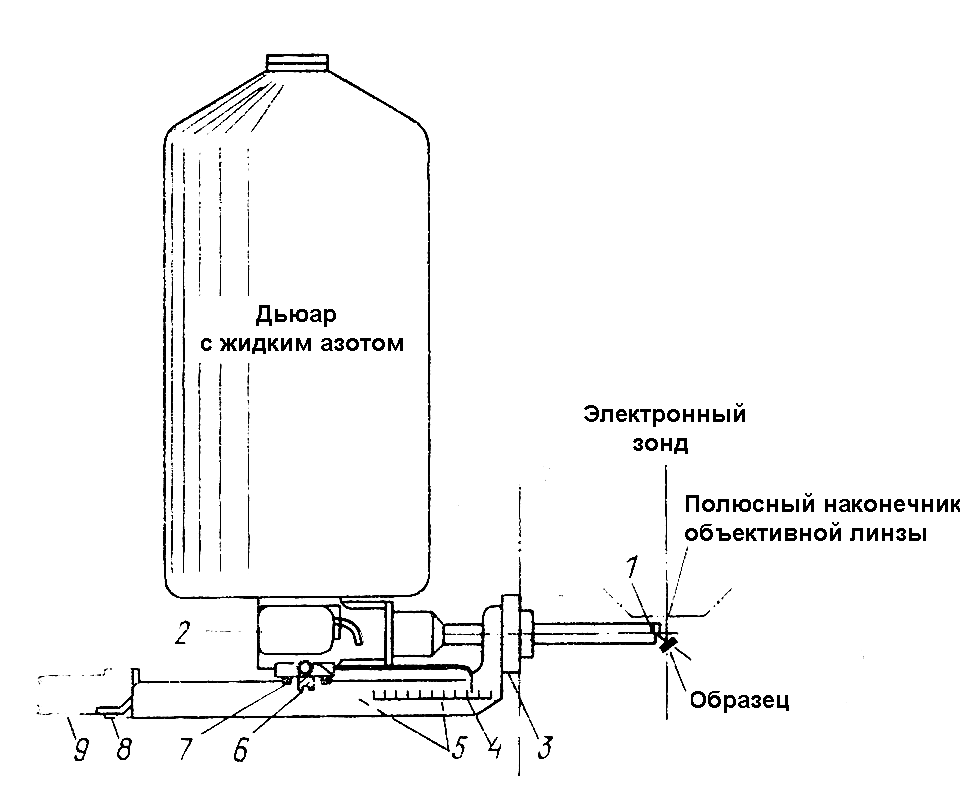 Дьюар
с жидким азотом
Электронный
зонд
Полюсный наконечник
объективной линзы
1
2
Образец
9 8 7 6 5 4 3